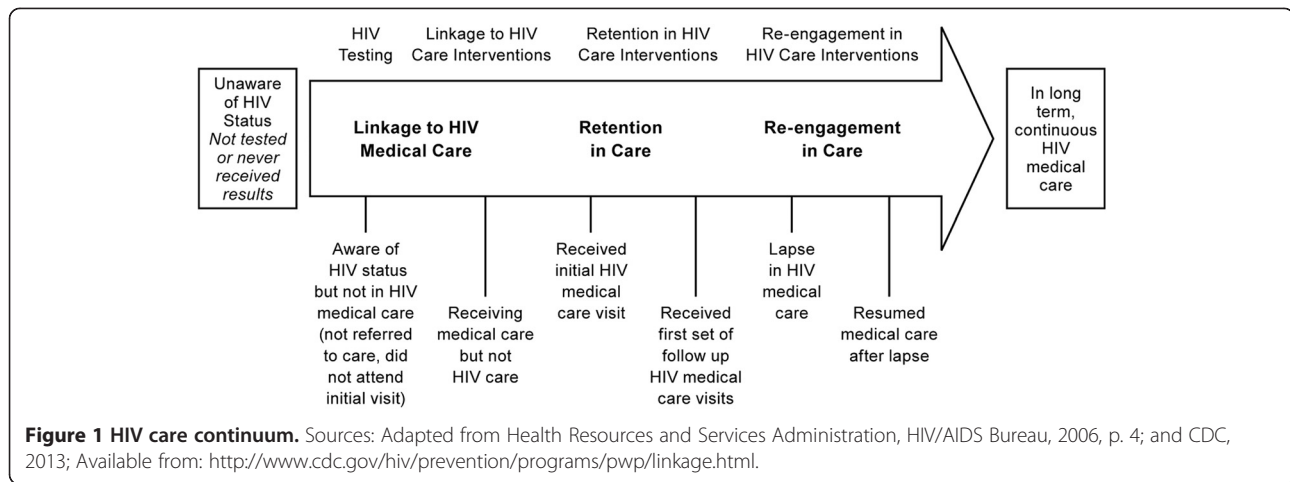 HIV
Testing
Linkage to HIV
Care Interventions
Retention in HIV
Care Interventions
Re-engagement in
HIV Care Interventions
Unaware
of HIV
Status
Not tested
or never
received
results
Linkage to HIV
Medical Care
Retention
in Care
Re-engagement
in Care
In long
term,
continuous
HIV
medical
care
Aware of
HIV status
but not in HIV
medical care
(not referred
to care, did
not attend
initial visit)
Receiving
medical care
but not
HIV care
Received
initial HIV
medical
care visit
Received
first set of
follow up
HIV medical
care visits
Lapse
in HIV
medical
care
Resumed
medical care
after lapse
Figure 1 HIV care continuum. Sources: Adapted from Health Resources and Services Administration, HIV/AIDS Bureau, 2006, p. 4; and CDC,
2013; Available from: http://www.cdc.gov/hiv/prevention/programs/pwp/linkage.html.